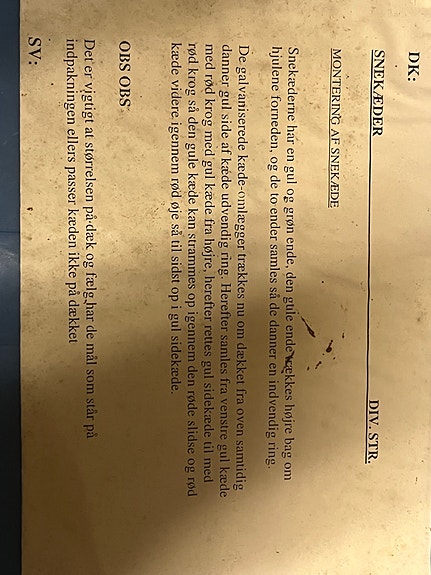 DK:
SNEKÆDER DIV. STR.
MONTERING AF SNEKÆDE
Snekæderne har en gul og grøn ende, den gule ende trækkes højre bag om
hjulene forneden, og de to ender samles så de danner en indvendig ring.
De galvaniserede kæde-omlægger trækkes nu om dækket fra oven samtidig
danner gul side af kæde udvendig ring. Herefter samles fra venstre gul kæde
med rød krog med gul kæde fra højre, herefter rettes gul sidekæde til med
rød krog så den gule kæde kan strammes op igennem den røde slidse og rød
kæde videre igennem rød øje så til sidst op i gul sidekæde.
OBS OBS
Det er vigtigt at størrelsen på dæk og fælg har de mål som står på
indpakningen ellers passer kæden ikke på dækket
SV: